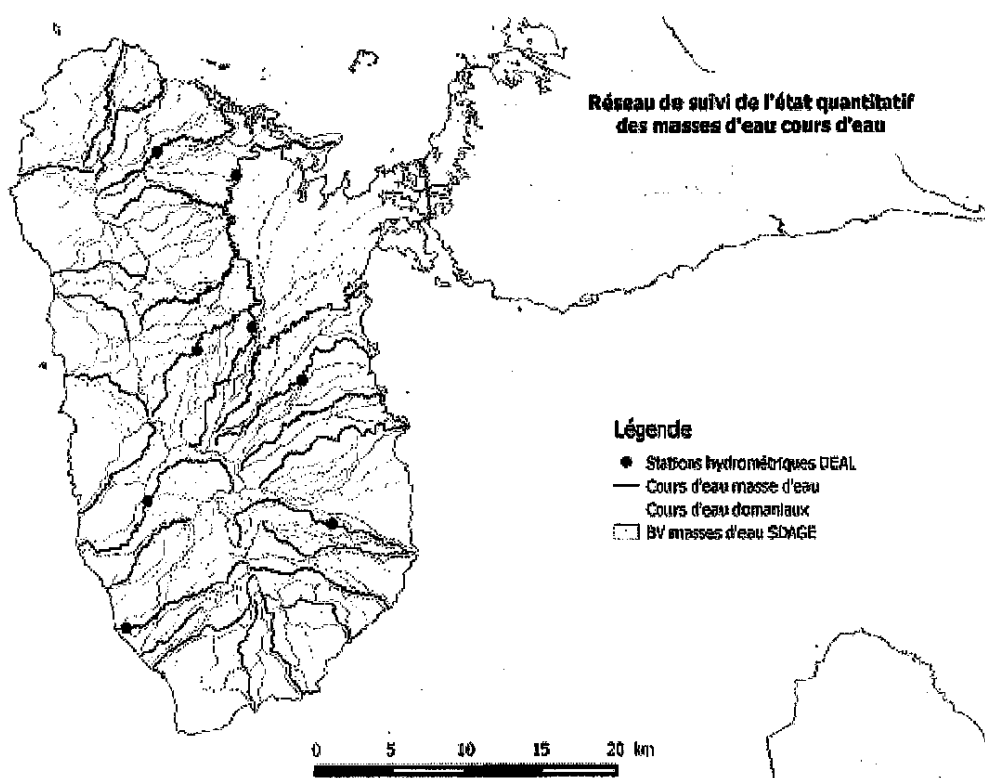 Réseau de suivi de l'état quantitatif
des masses d'eau cours d'eau
Légende
Stations hydrométriques DEAL
Cours d'eau masse d'eau
Cours d'eau domaniaux
BV masses d'eau SDAGE
0 5 10 15 20 km